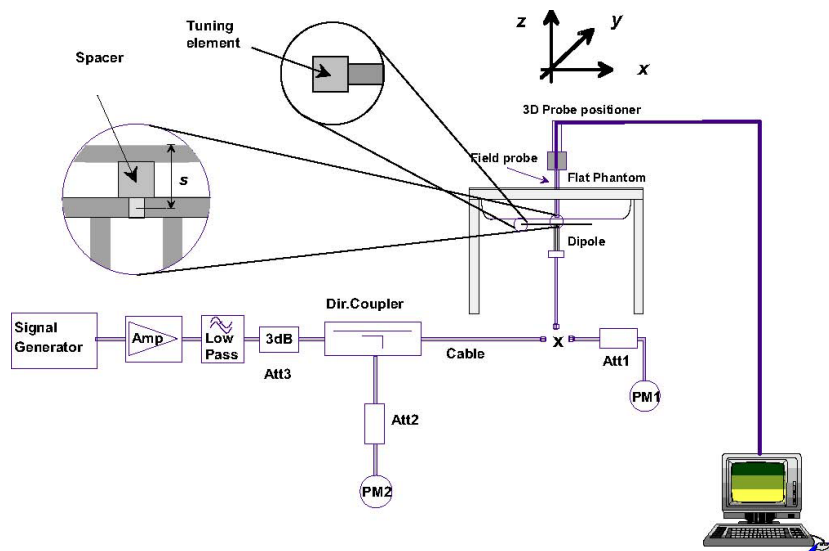 Tuning
element
Spacer
s
z
y
x
3D Probe positioner
Field probe
Flat Phantom
Dipole
Signal
Generator
Amp
Low
Pass
3dB
Att3
Dir.Coupler
Cable
x
Att1
PM1
Att2
PM2